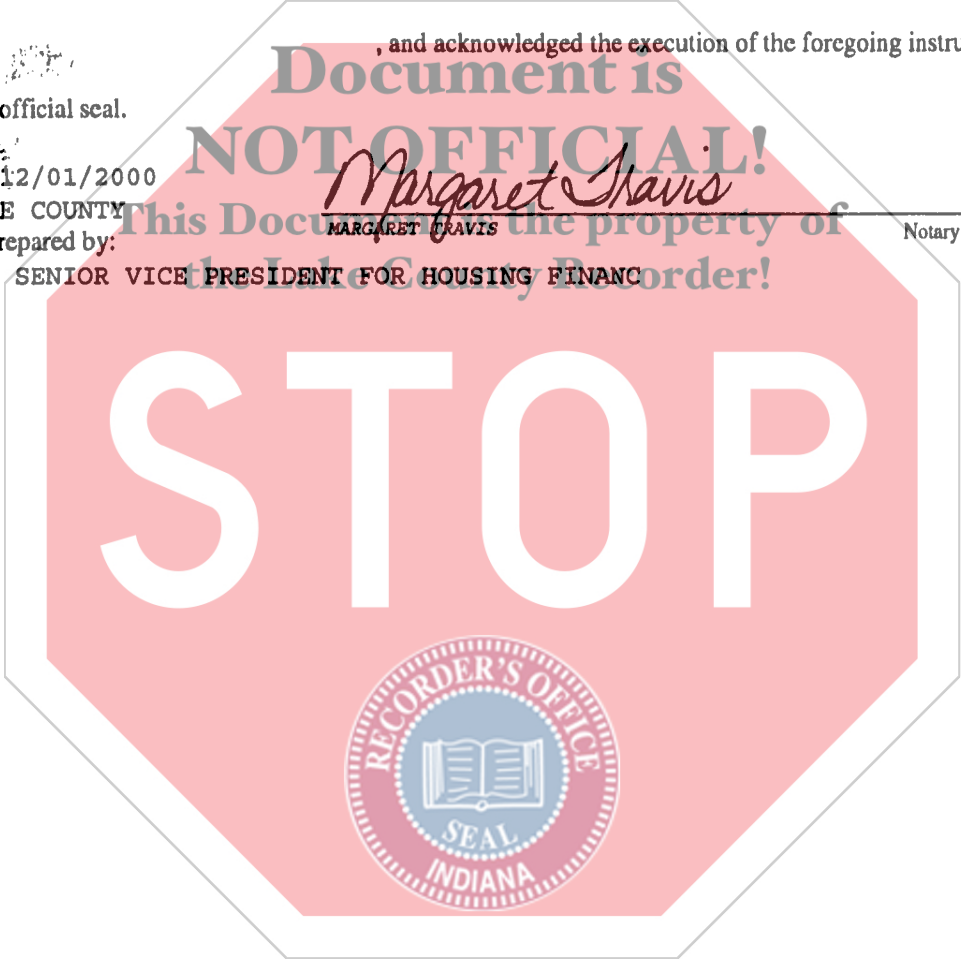 , and acknowledged the execution of the foregoing instru
Document is
official seal.
NOT OFFICIAL!
12/01/2000
Margaret Travis
E COUNTY
This Document is the property of
MARGARET TRAVIS
Notary
repared by:
SENIOR VICE PRESIDENT FOR HOUSING FINANC
the Lake County Recorder!
STOP
RECORDER'S OFFICE
SEAL
INDIANA